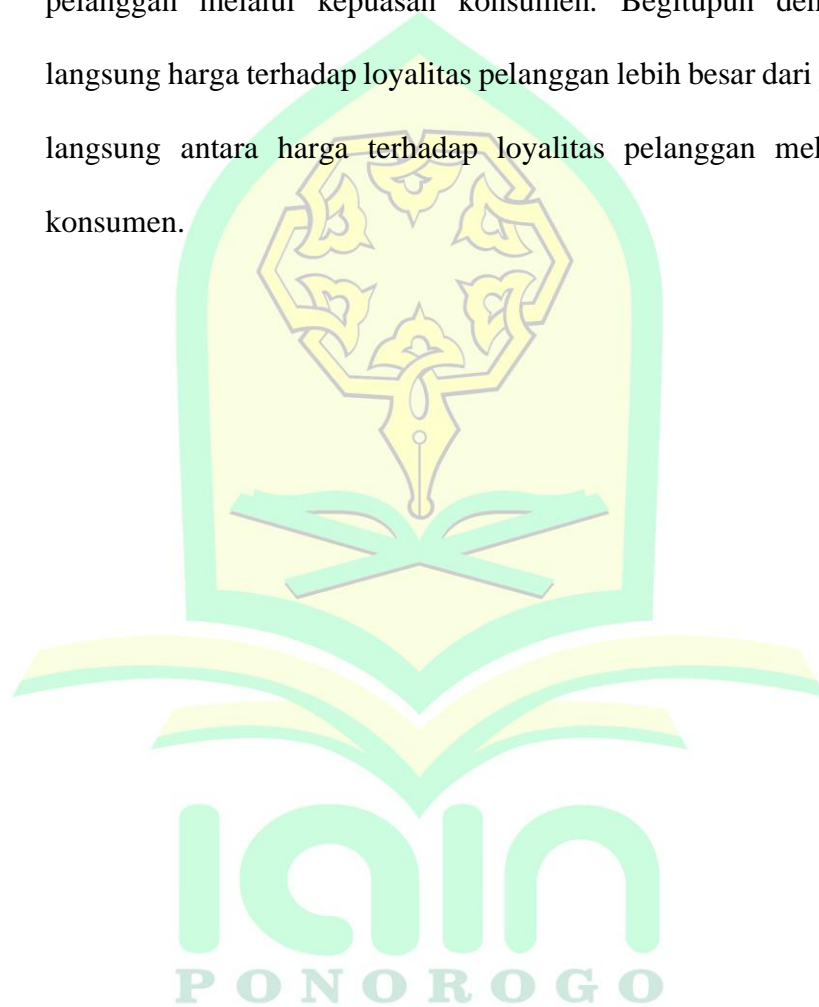 pelanggan melalui kepuasan konsumen. Begitupun den
langsung harga terhadap loyalitas pelanggan lebih besar dari
langsung antara harga terhadap loyalitas pelanggan mel
konsumen.
iain
PONOROGO